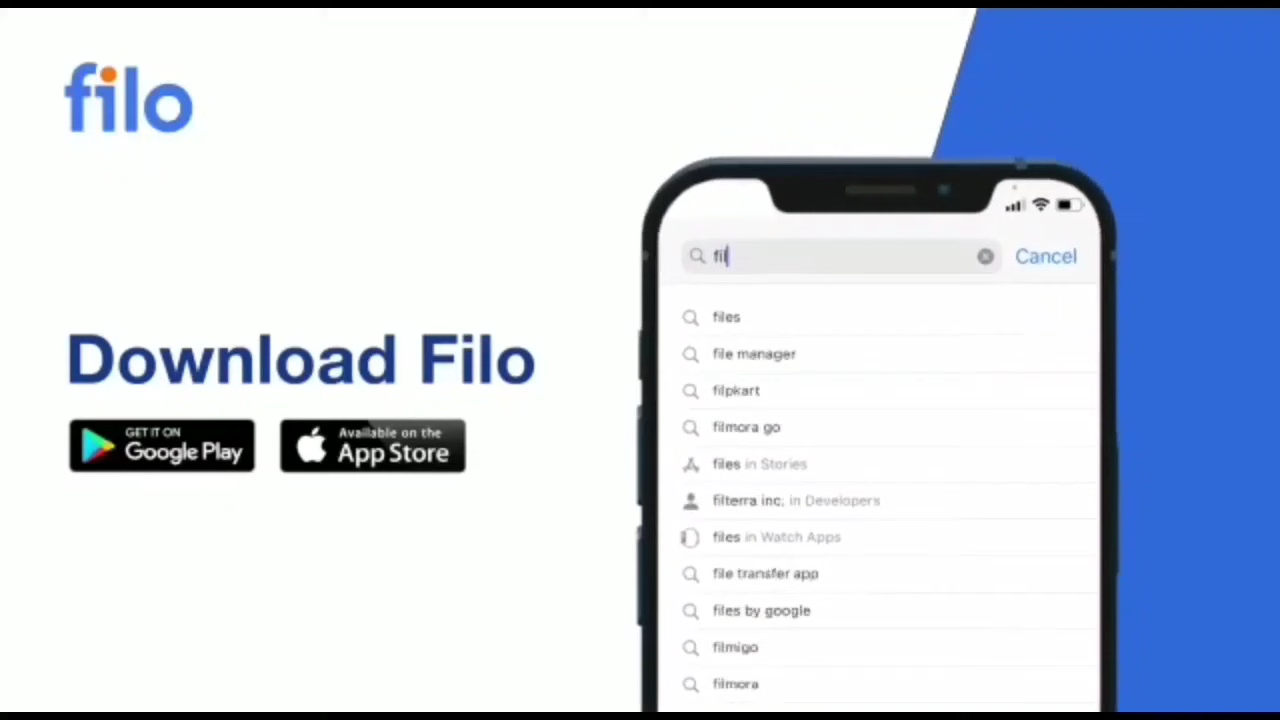 filo
Download Filo
GET IT ON
Google Play
Available on the
App Store
fil
Cancel
files
file manager
filpkart
filmora go
files in Stories
filterra inc. in Developers
files in Watch Apps
file transfer app
files by google
filmigo
filmora